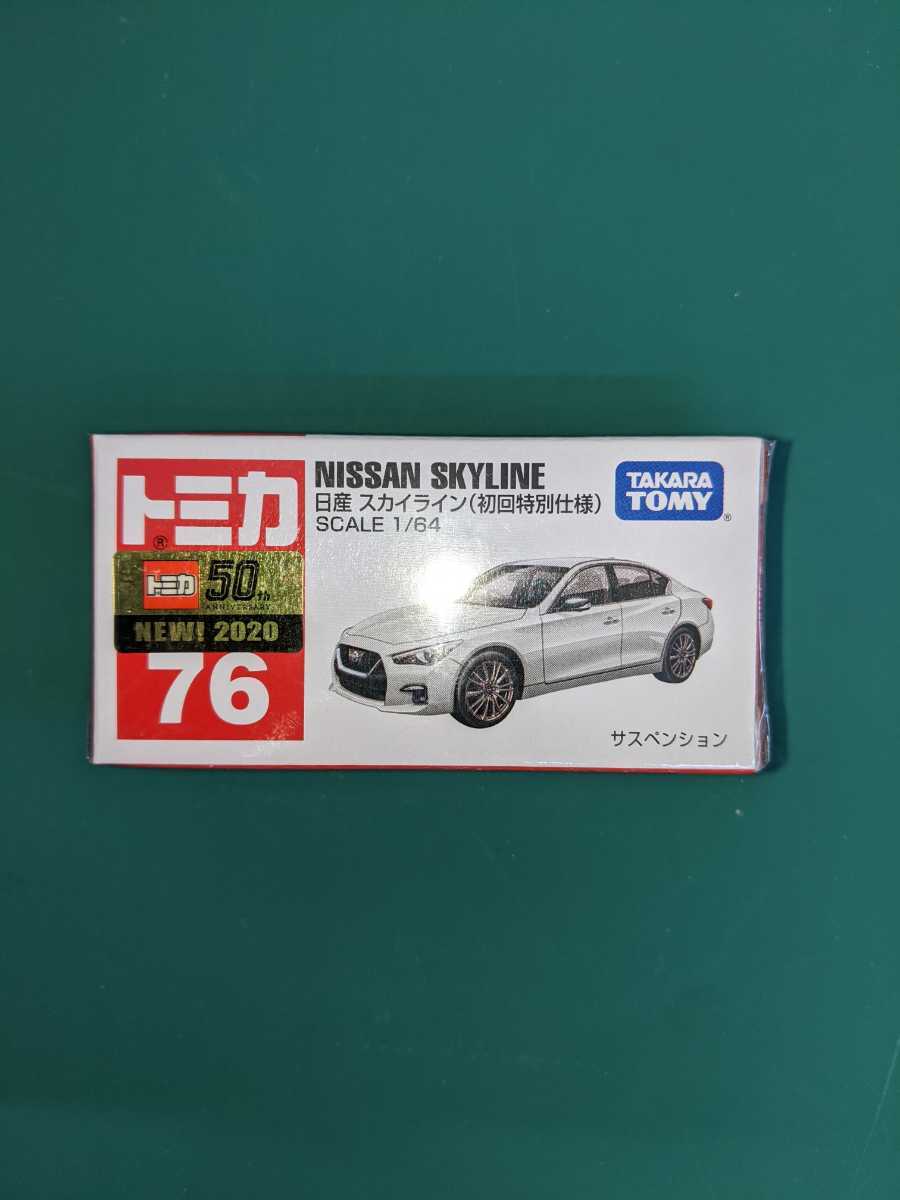 トミカ
®
トミカ 50th
ANNIVERSARY
NEW! 2020
76
NISSAN SKYLINE
日産 スカイライン(初回特別仕様)
SCALE 1/64
TAKARA
TOMY
®
サスペンション